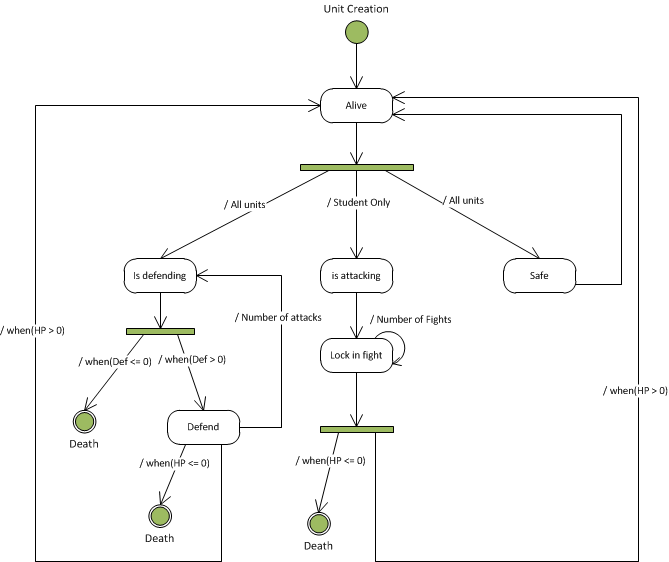 Unit Creation
Alive
/ All units
/ Student Only
/ All units
Is defending
is attacking
Safe
/ Number of attacks
/ Number of Fights
/ when(HP > 0)
/ when(Def <= 0)
/ when(Def > 0)
Lock in fight
/ when(HP > 0)
Death
Defend
/ when(HP <= 0)
/ when(HP <= 0)
Death
Death